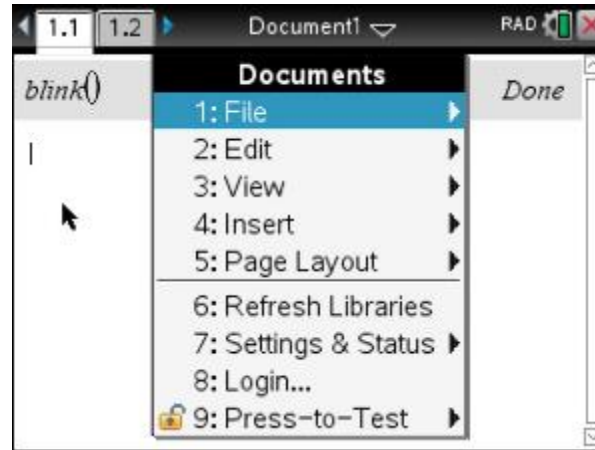 1.1 1.2 Document1 RAD
blink() Done
Documents
1: File
2: Edit
3: View
4: Insert
5: Page Layout
6: Refresh Libraries
7: Settings & Status
8: Login...
9: Press-to-Test